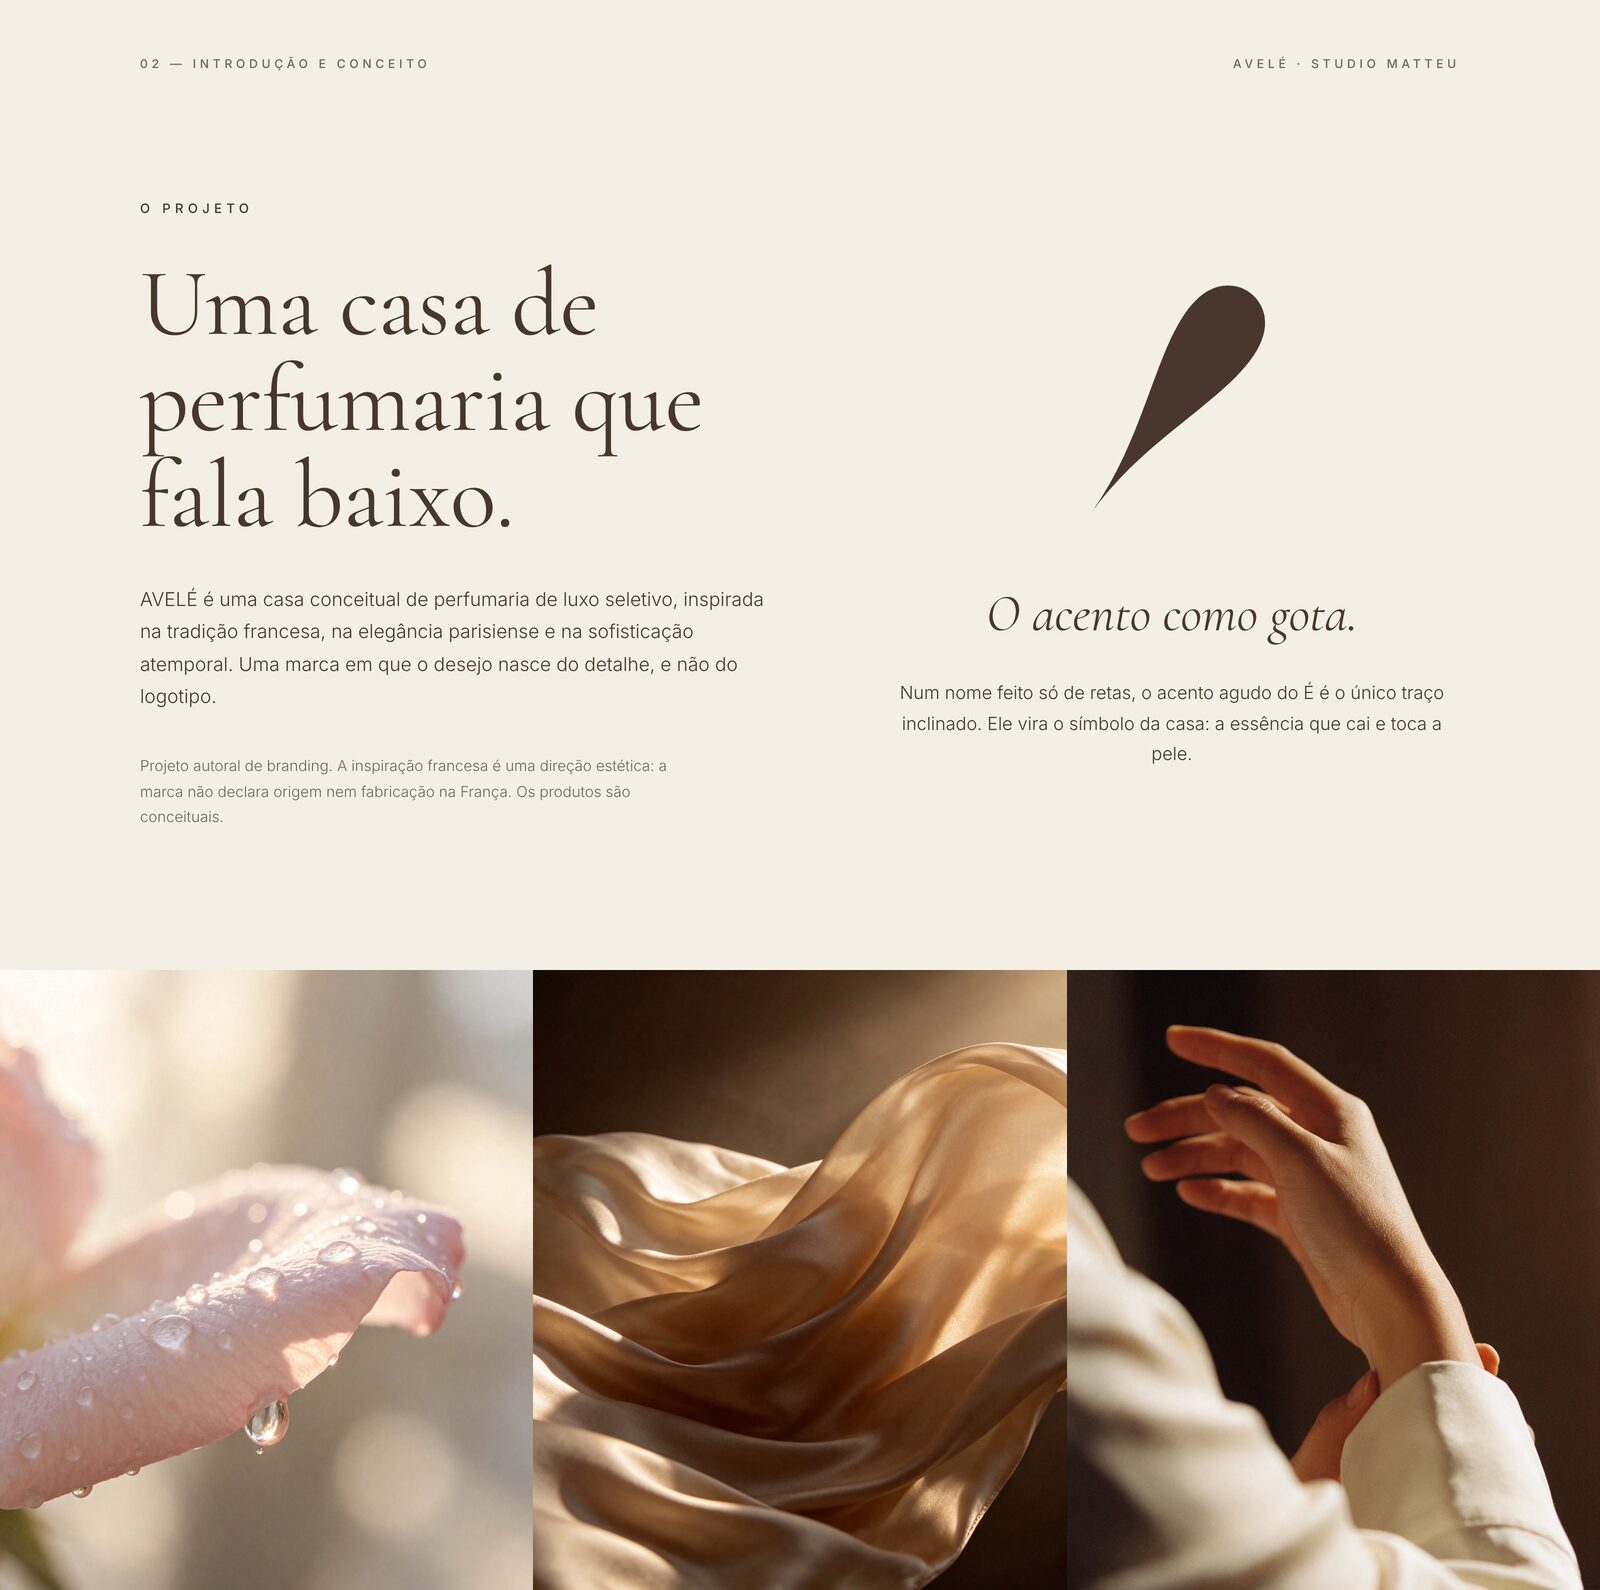 02 — INTRODUÇÃO E CONCEITO
AVELÉ · STUDIO MATTEU
O PROJETO
Uma casa de
perfumaria que
fala baixo.
AVELÉ é uma casa conceitual de perfumaria de luxo seletivo, inspirada
na tradição francesa, na elegância parisiense e na sofisticação
atemporal. Uma marca em que o desejo nasce do detalhe, e não do
logotipo.
Projeto autoral de branding. A inspiração francesa é uma direção estética: a
marca não declara origem nem fabricação na França. Os produtos são
conceituais.
O acento como gota.
Num nome feito só de retas, o acento agudo do É é o único traço
inclinado. Ele vira o símbolo da casa: a essência que cai e toca a
pele.